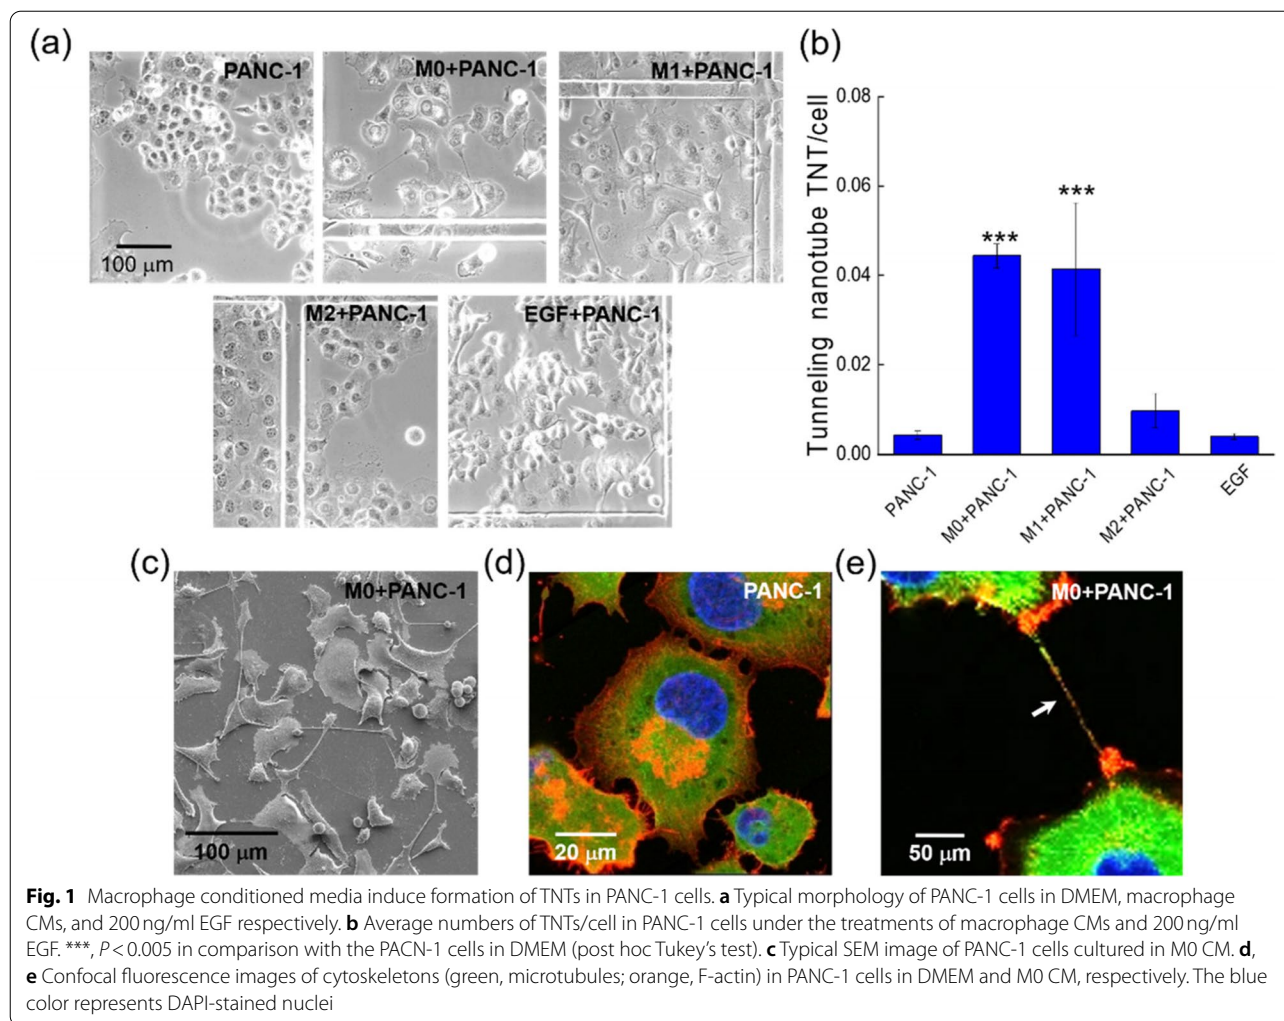 (a)
PANC-1
M0+PANC-1
M1+PANC-1
100 μm
M2+PANC-1
EGF+PANC-1
(b)
Tunneling nanotube TNT/cell
0.08
0.06
0.04
0.02
0.00
***
***
PANC-1
M0+PANC-1
M1+PANC-1
M2+PANC-1
EGF
(c)
M0+PANC-1
100 μm
(d)
PANC-1
20 μm
(e)
M0+PANC-1
50 μm
Fig. 1 Macrophage conditioned media induce formation of TNTs in PANC-1 cells. a Typical morphology of PANC-1 cells in DMEM, macrophage
CMs, and 200 ng/ml EGF respectively. b Average numbers of TNTs/cell in PANC-1 cells under the treatments of macrophage CMs and 200 ng/ml
EGF. ***, P < 0.005 in comparison with the PACN-1 cells in DMEM (post hoc Tukey's test). c Typical SEM image of PANC-1 cells cultured in M0 CM. d,
e Confocal fluorescence images of cytoskeletons (green, microtubules; orange, F-actin) in PANC-1 cells in DMEM and M0 CM, respectively. The blue
color represents DAPI-stained nuclei